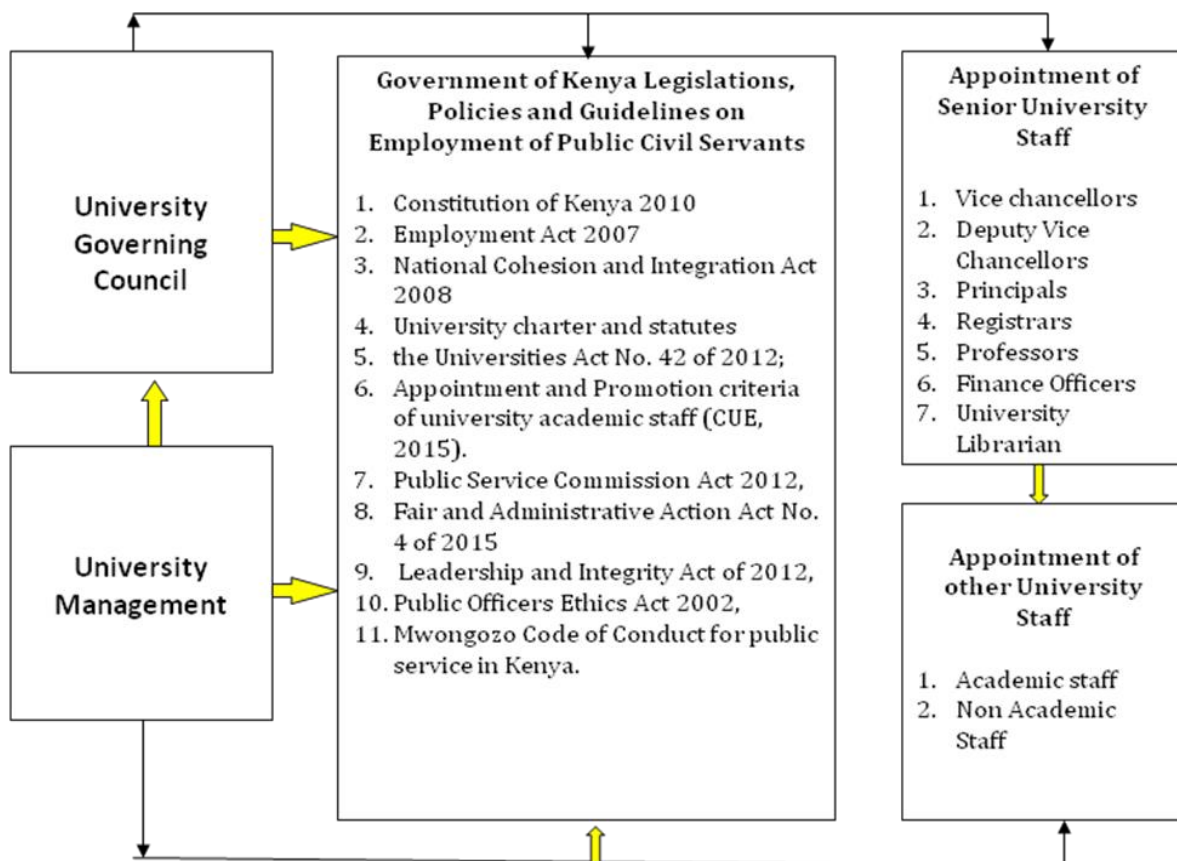 University
Governing
Council
University
Management
Government of Kenya Legislations,
Policies and Guidelines on
Employment of Public Civil Servants
1. Constitution of Kenya 2010
2. Employment Act 2007
3. National Cohesion and Integration Act
2008
4. University charter and statutes
5. the Universities Act No. 42 of 2012;
6. Appointment and Promotion criteria
of university academic staff (CUE,
2015).
7. Public Service Commission Act 2012,
8. Fair and Administrative Action Act No.
4 of 2015
9. Leadership and Integrity Act of 2012,
10. Public Officers Ethics Act 2002,
11. Mwongozo Code of Conduct for public
service in Kenya.
Appointment of
Senior University
Staff
1. Vice chancellors
2. Deputy Vice
Chancellors
3. Principals
4. Registrars
5. Professors
6. Finance Officers
7. University
Librarian
Appointment of
other University
Staff
1. Academic staff
2. Non Academic
Staff